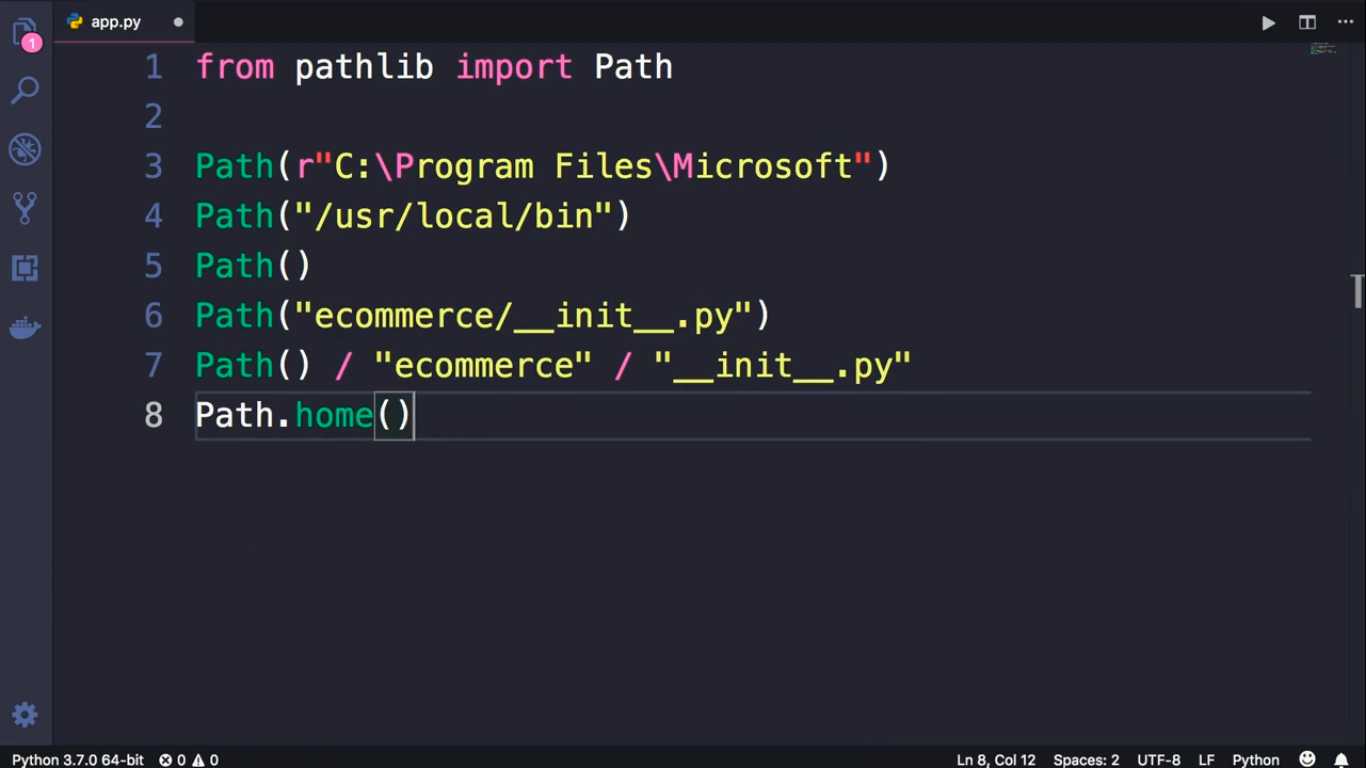 app.py
1
1 from pathlib import Path
2
3 Path(r"C:\Program Files\Microsoft")
4 Path("/usr/local/bin")
5 Path()
6 Path("ecommerce/__init__.py")
7 Path() / "ecommerce" / "__init__.py"
8 Path.home()
Python 3.7.0 64-bit 0 0 Ln 8, Col 12 Spaces: 2 UTF-8 LF Python